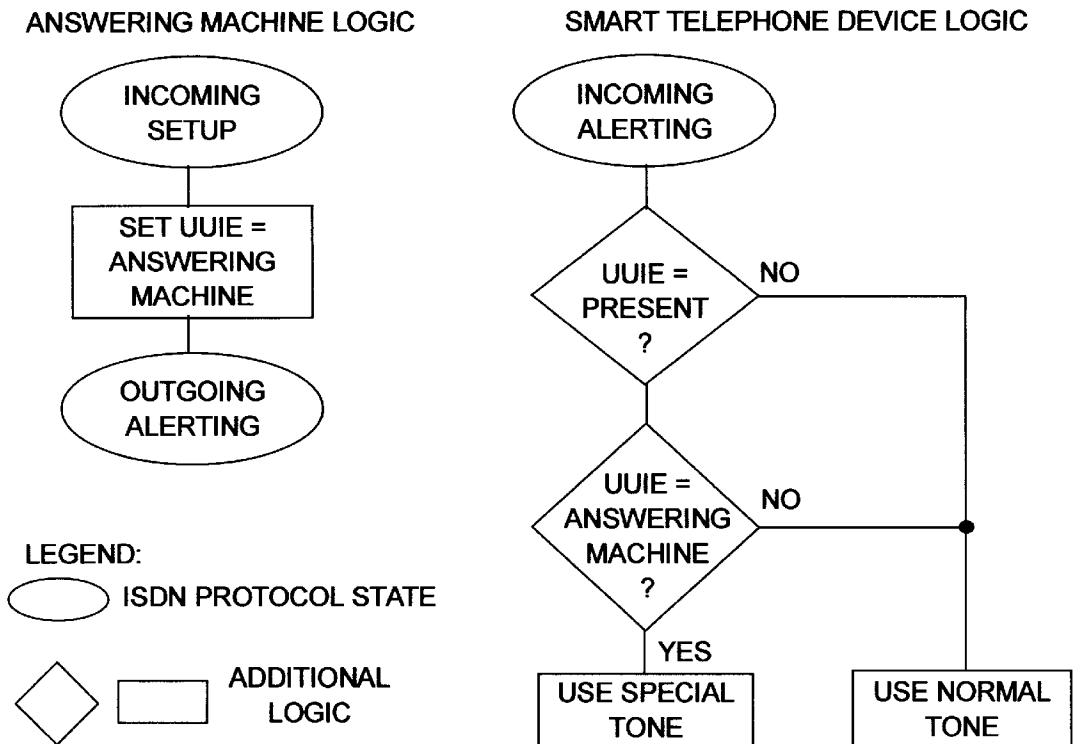 ANSWERING MACHINE LOGIC
INCOMING
SETUP
SET UUIE =
ANSWERING
MACHINE
OUTGOING
ALERTING
LEGEND:
ISDN PROTOCOL STATE
ADDITIONAL
LOGIC
SMART TELEPHONE DEVICE LOGIC
INCOMING
ALERTING
UUIE =
PRESENT
?
NO
UUIE =
ANSWERING
MACHINE
?
NO
YES
USE SPECIAL
TONE
USE NORMAL
TONE